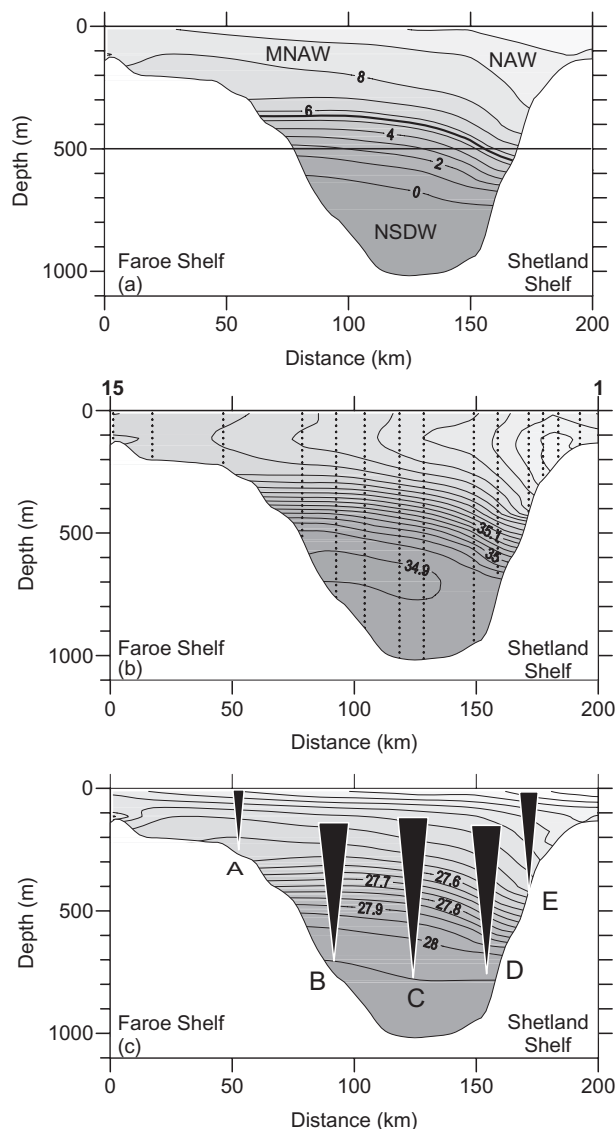 0
MNAW
NAW
8
6
4
500
2
0
NSDW
1000
Faroe Shelf
Shetland
Shelf
(a)
0
50
100
150
200
Depth (m)
Distance (km)
15
1
0
500
35.1
35
34.9
1000
Faroe Shelf
Shetland
Shelf
(b)
0
50
100
150
200
Depth (m)
Distance (km)
0
A
27.7
27.6
500
27.9
27.8
E
28
B
C
D
1000
Faroe Shelf
Shetland
Shelf
(c)
0
50
100
150
200
Depth (m)
Distance (km)